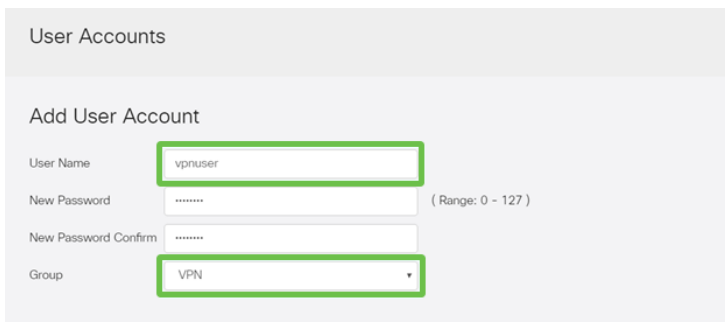 User Accounts
Add User Account
User Name vpnuser
New Password ········ ( Range: 0 - 127 )
New Password Confirm ········
Group VPN